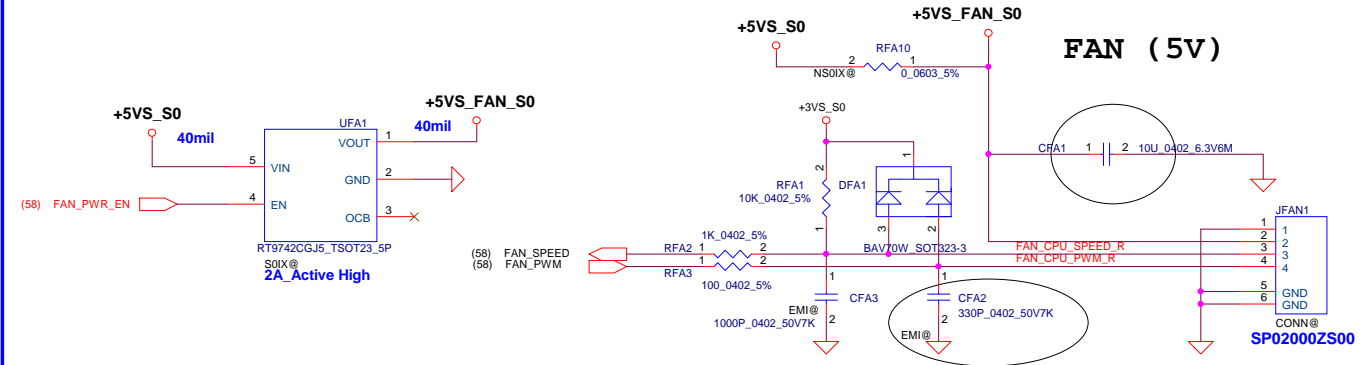 +5VS_S0
40mil
UFA1
+5VS_FAN_S0
40mil
5
VIN
VOUT
1
GND
2
(58) FAN_PWR_EN
4
EN
OCB
3
RT9742CGJ5_TSOT23_5P
S0IX@
2A_Active High
+5VS_S0
RFA10
2
1
NS0IX@
0_0603_5%
+5VS_FAN_S0
FAN (5V)
+3VS_S0
2
RFA1
10K_0402_5%
1
DFA1
1
3
2
BAV70W_SOT323-3
CFA1
1
2
10U_0402_6.3V6M
1K_0402_5%
(58) FAN_SPEED
RFA2
1
2
(58) FAN_PWM
RFA3
1
2
100_0402_5%
FAN_CPU_SPEED_R
FAN_CPU_PWM_R
1
CFA3
EMI@
2
1000P_0402_50V7K
1
CFA2
330P_0402_50V7K
2
EMI@
JFAN1
1
1
2
2
3
3
4
4
5
GND
6
GND
CONN@
SP02000ZS00